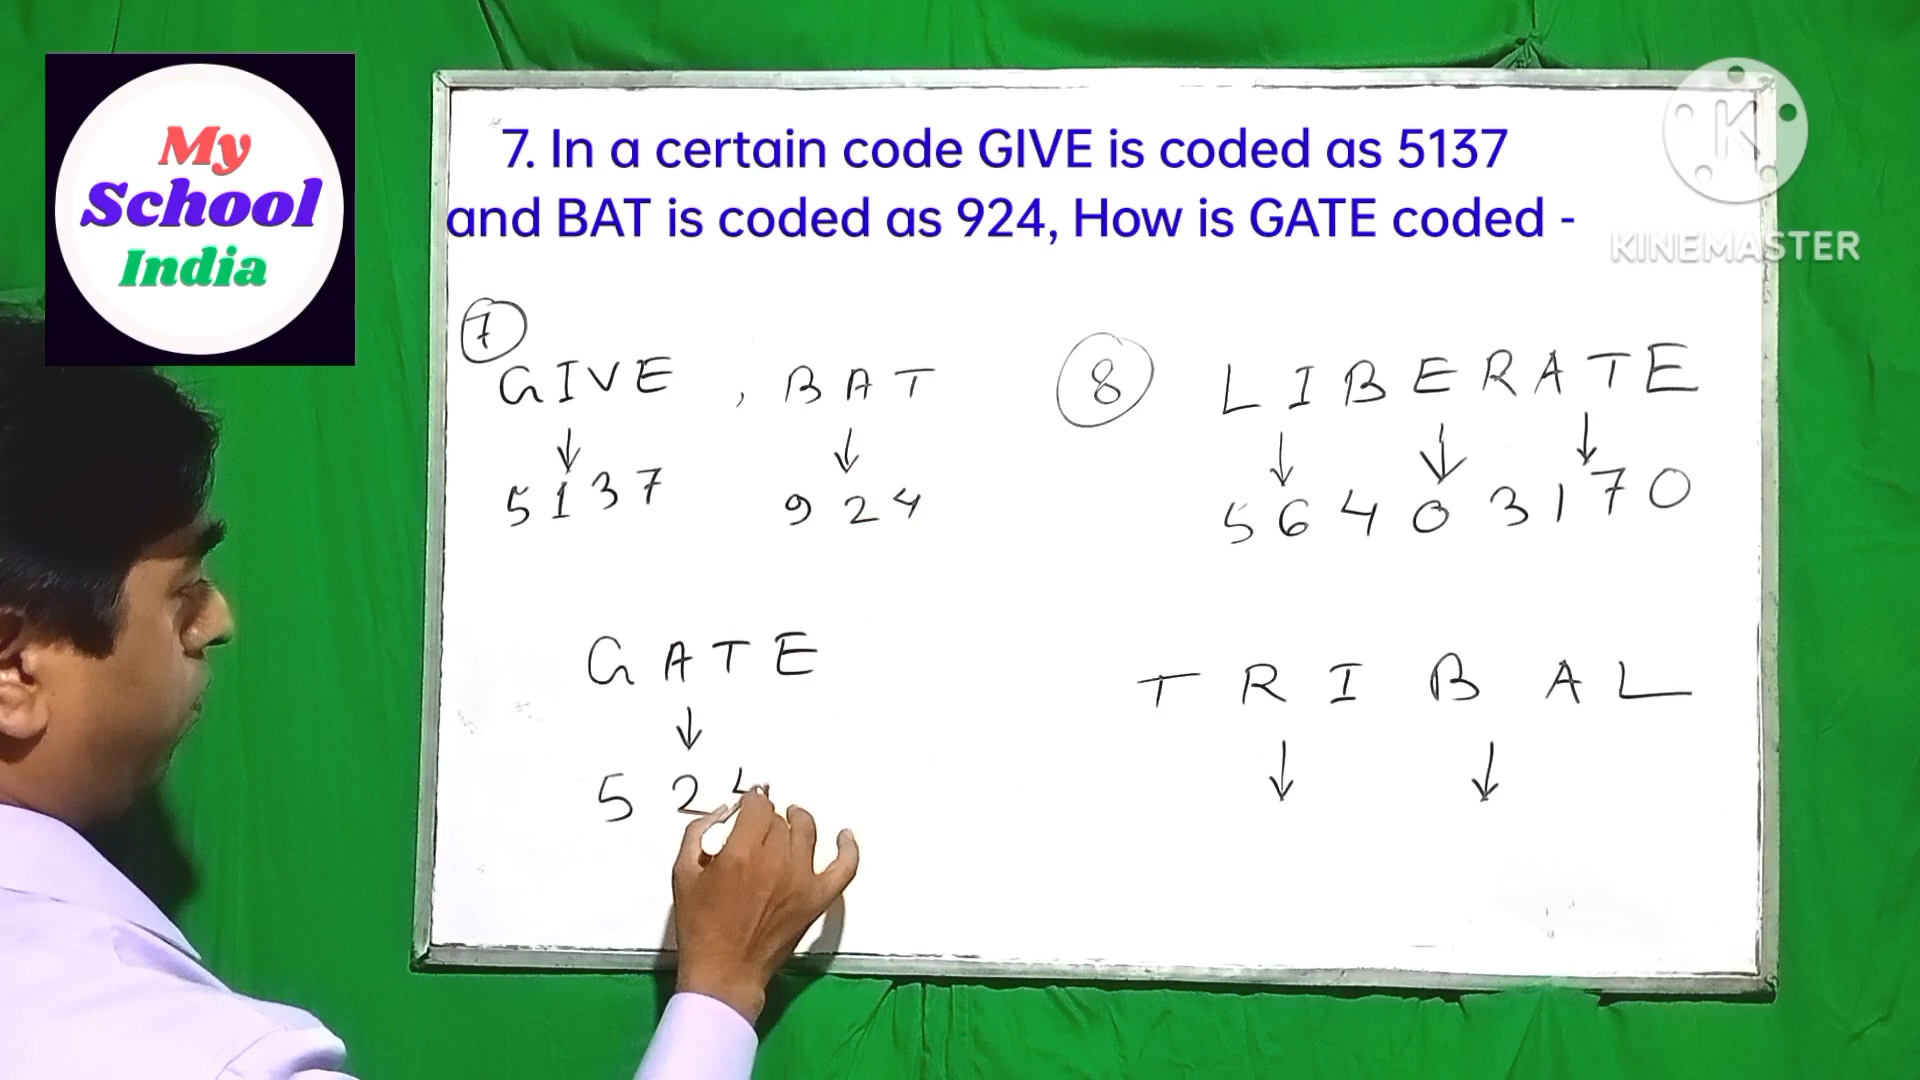 My
School
India
7. In a certain code GIVE is coded as 5137
and BAT is coded as 924, How is GATE coded -
K
KINEMASTER
7
GIVE, BAT
5137 924
GATE
524
8 LIBERATE
56403170
TRIBAL